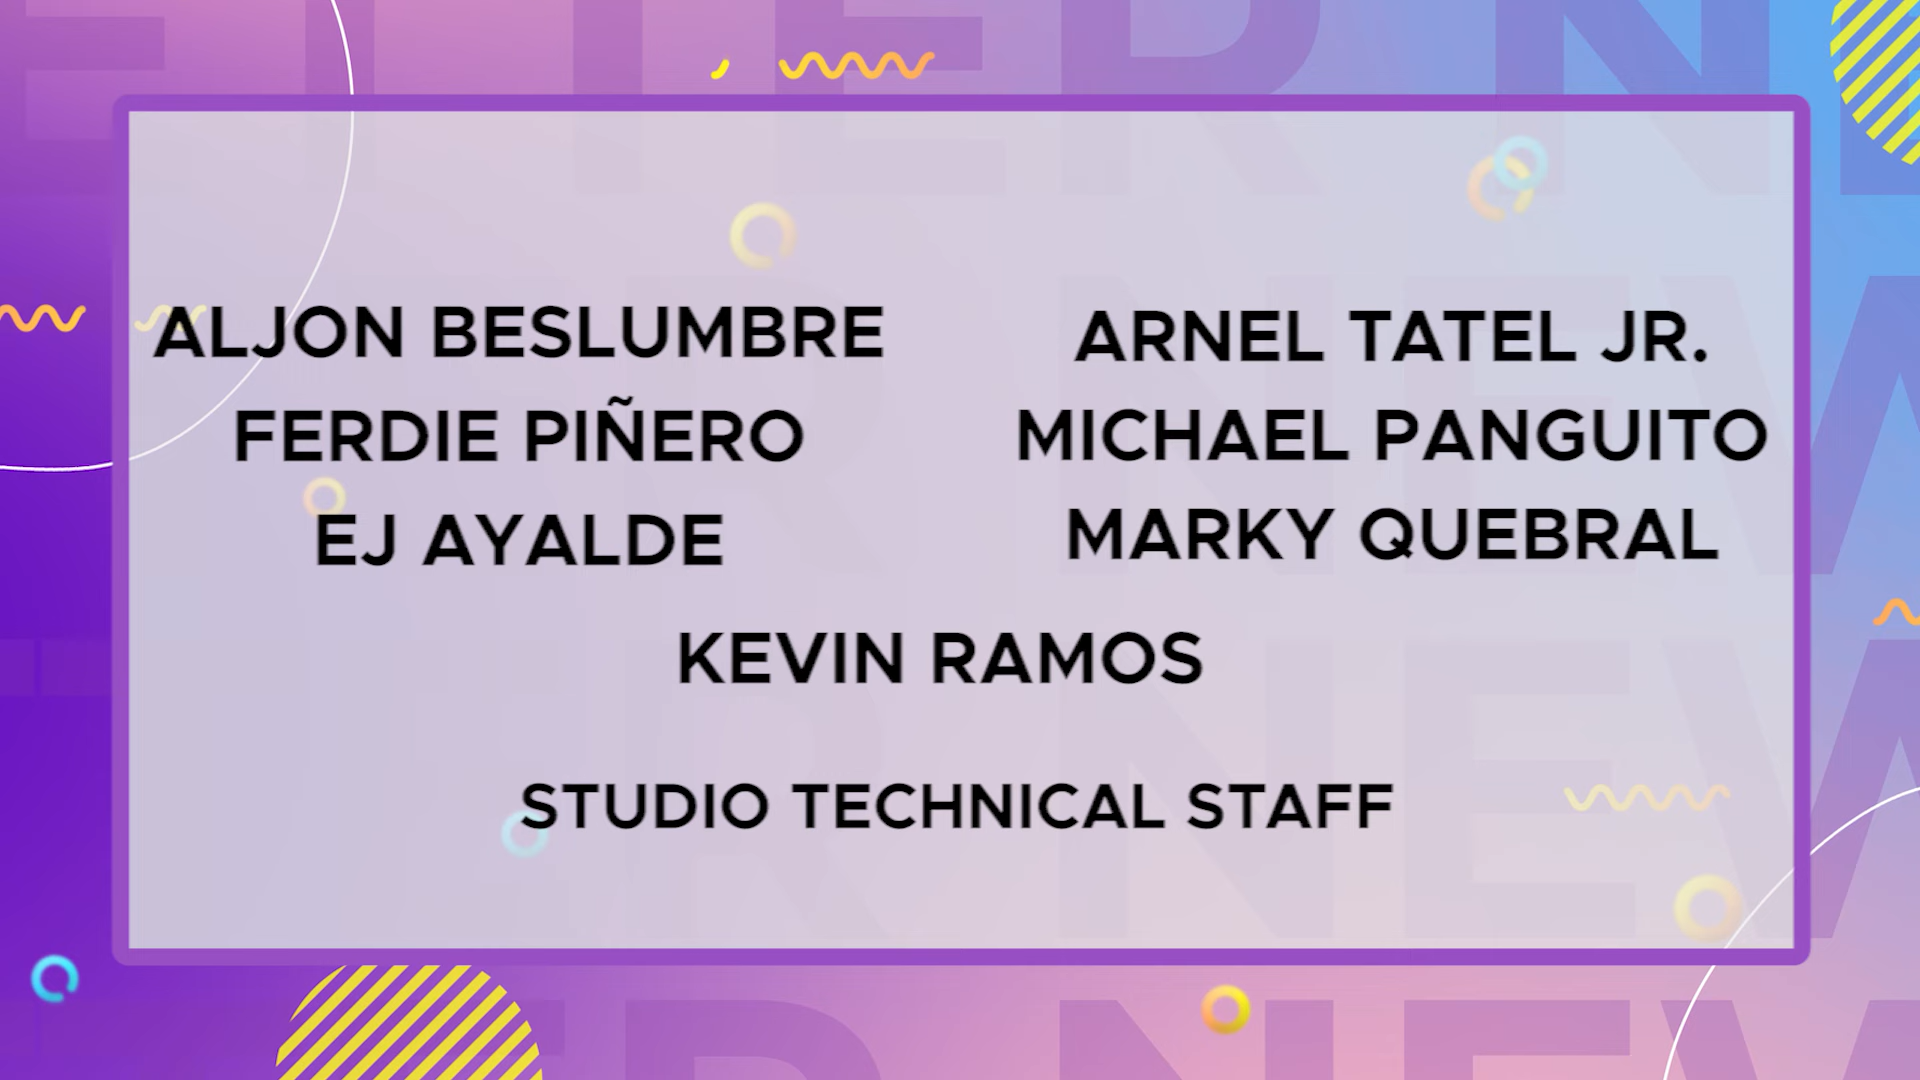 ALJON BESLUMBRE
FERDIE PIÑERO
EJ AYALDE
ARNEL TATEL JR.
MICHAEL PANGUITO
MARKY QUEBRAL
KEVIN RAMOS
STUDIO TECHNICAL STAFF